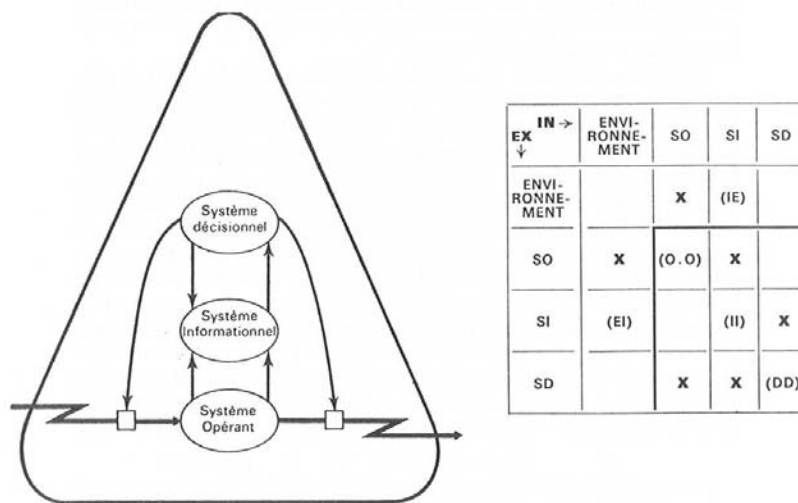 Système
décisionnel
Système
Informationnel
Système
Opérant
IN →
EX
↓
ENVI-
RONNE-
MENT
SO
SI
SD
ENVI-
RONNE-
MENT
X
(IE)
SO
X
(O.O)
X
SI
(EI)
(II)
X
SD
X
X
(DD)